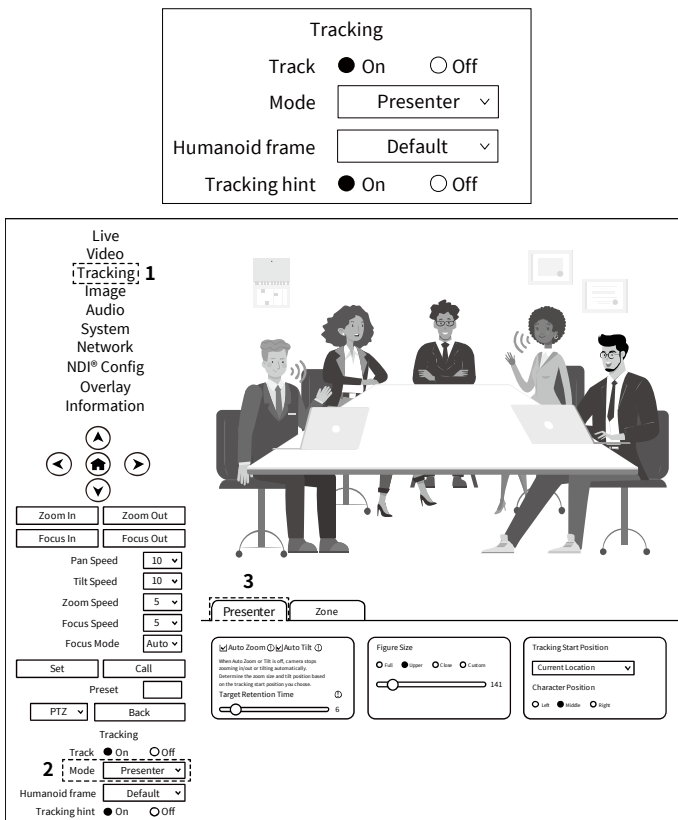 Tracking
Track On Off
Mode Presenter
Humanoid frame Default
Tracking hint On Off
Live
Video
Tracking 1
Image
Audio
System
Network
NDI® Config
Overlay
Information
Zoom In Zoom Out
Focus In Focus Out
Pan Speed 10
Tilt Speed 10
Zoom Speed 5
Focus Speed 5
Focus Mode Auto
Set Call
Preset
PTZ Back
Tracking
Track On Off
2 Mode Presenter
Humanoid frame Default
Tracking hint On Off
3
Presenter Zone
Auto Zoom Auto Tilt
When Auto Zoom or Tilt is off, camera stops
zooming in/out or tilting automatically.
Determine the zoom size and tilt position based
on the tracking start position you choose.
Target Retention Time
6
Figure Size
Full Upper Close Custom
141
Tracking Start Position
Current Location
Character Position
Left Middle Right